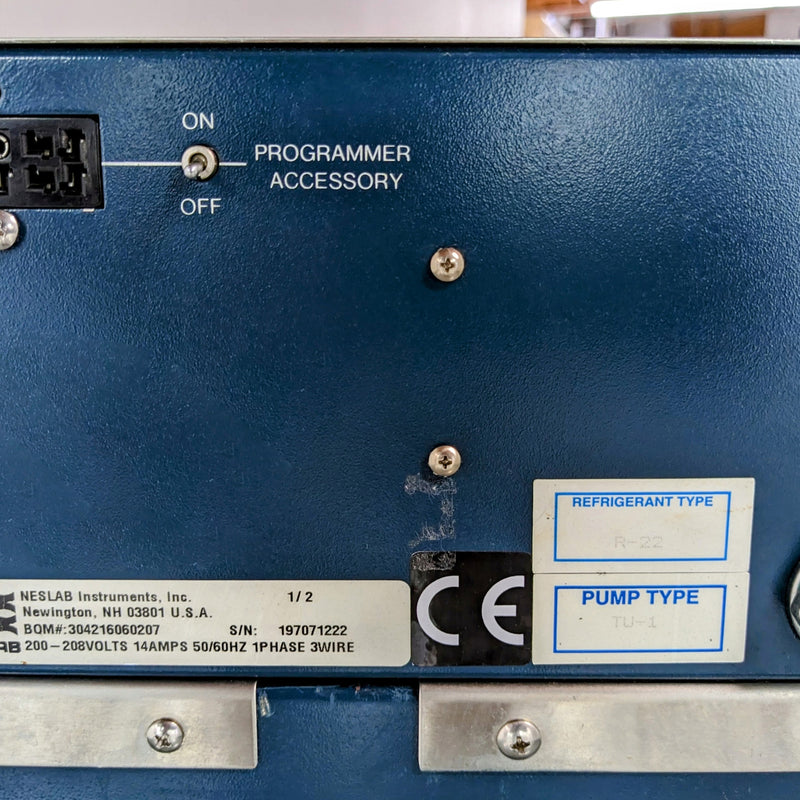 ON
PROGRAMMER
ACCESSORY
OFF
REFRIGERANT TYPE
R-22
NESLAB Instruments, Inc. 1/2
Newington, NH 03801 U.S.A.
BOM#:304216060207 S/N: 197071222
AB 200-208VOLTS 14AMPS 50/60HZ 1PHASE 3WIRE
CE
PUMP TYPE
TU-1